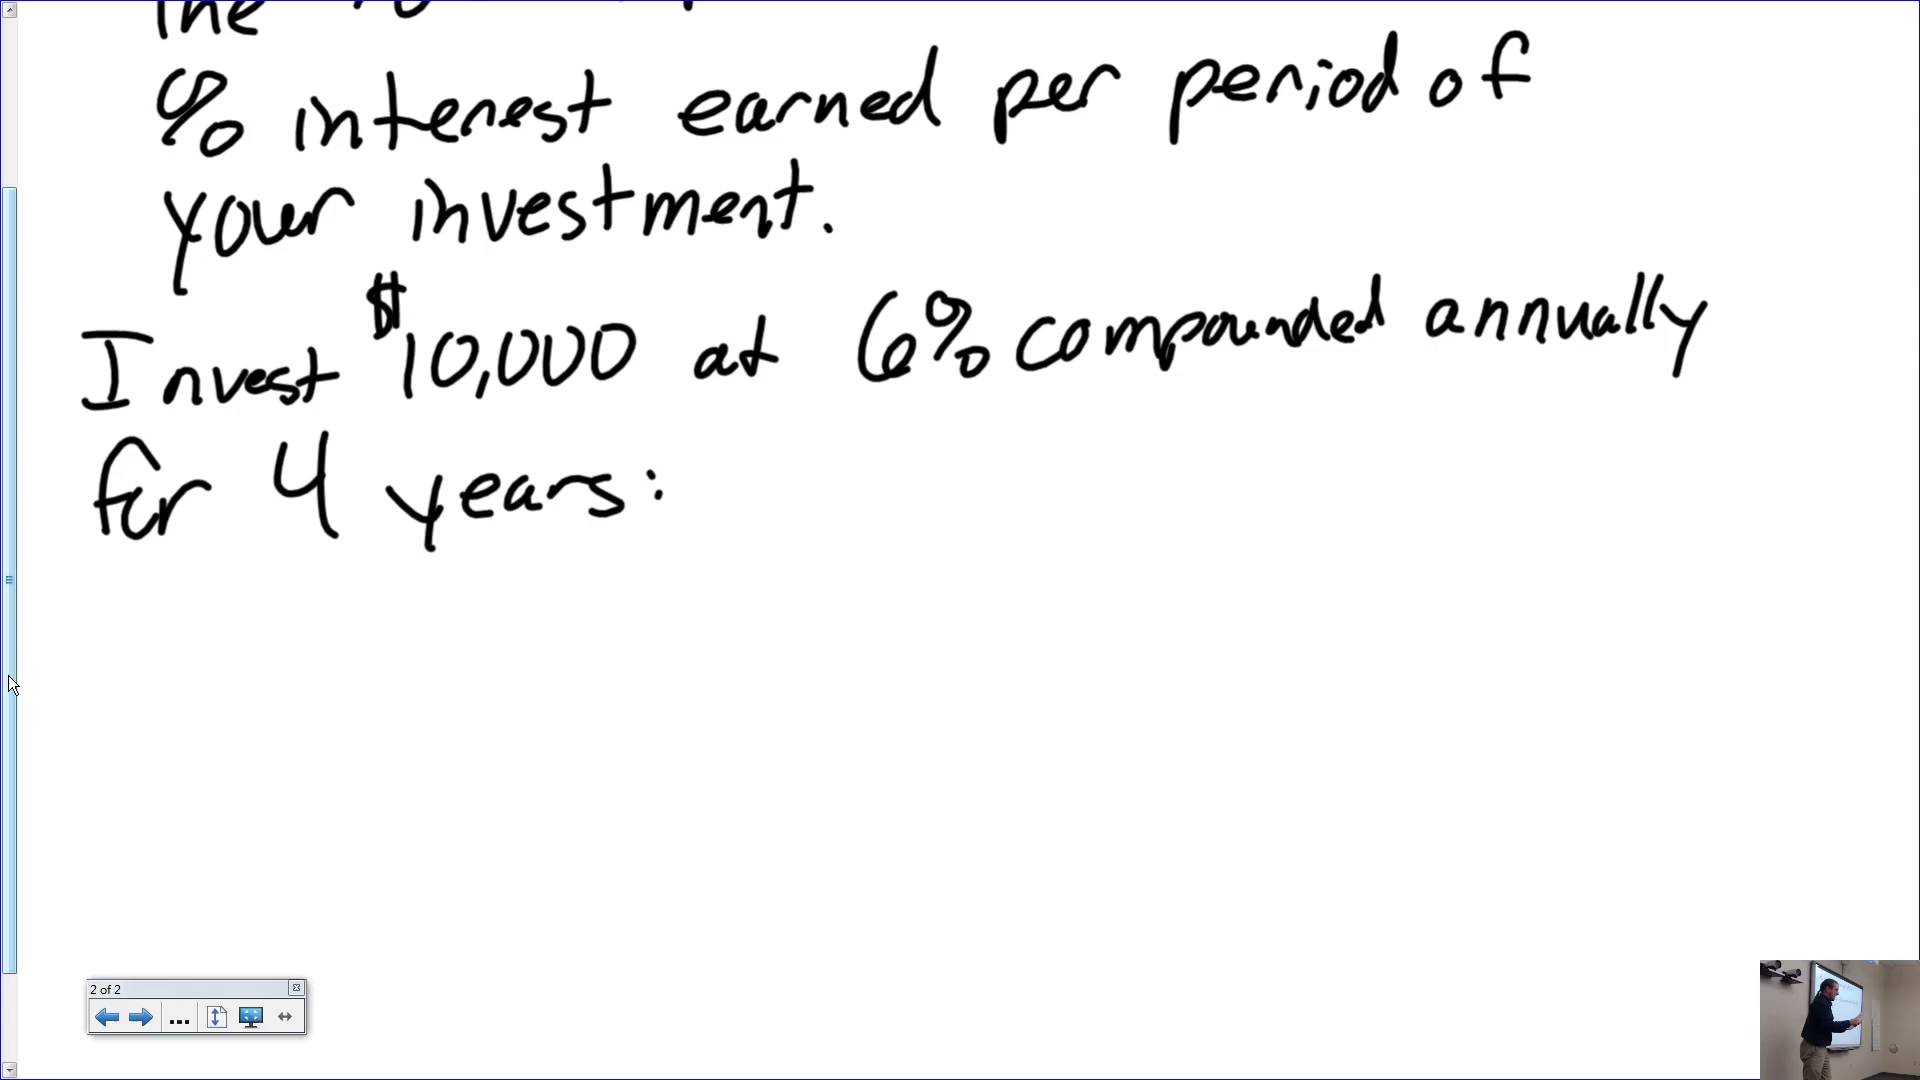 The
% interest earned per period of
your investment.
Invest $10,000 at 6% compounded annually
for 4 years:
2 of 2